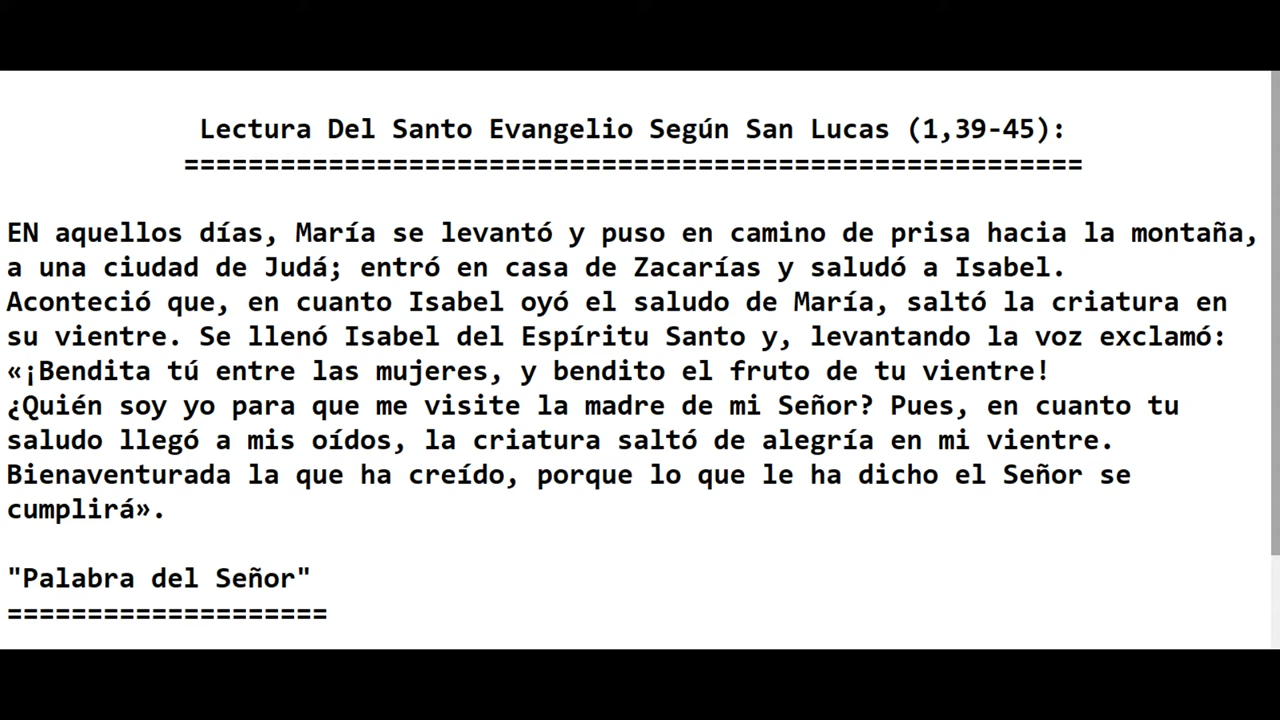 Lectura Del Santo Evangelio Según San Lucas (1,39-45):
========================================================
EN aquellos días, María se levantó y puso en camino de prisa hacia la montaña,
a una ciudad de Judá; entró en casa de Zacarías y saludó a Isabel.
Aconteció que, en cuanto Isabel oyó el saludo de María, saltó la criatura en
su vientre. Se llenó Isabel del Espíritu Santo y, levantando la voz exclamó:
«¡Bendita tú entre las mujeres, y bendito el fruto de tu vientre!
¿Quién soy yo para que me visite la madre de mi Señor? Pues, en cuanto tu
saludo llegó a mis oídos, la criatura saltó de alegría en mi vientre.
Bienaventurada la que ha creído, porque lo que le ha dicho el Señor se
cumplirá».
"Palabra del Señor"
====================